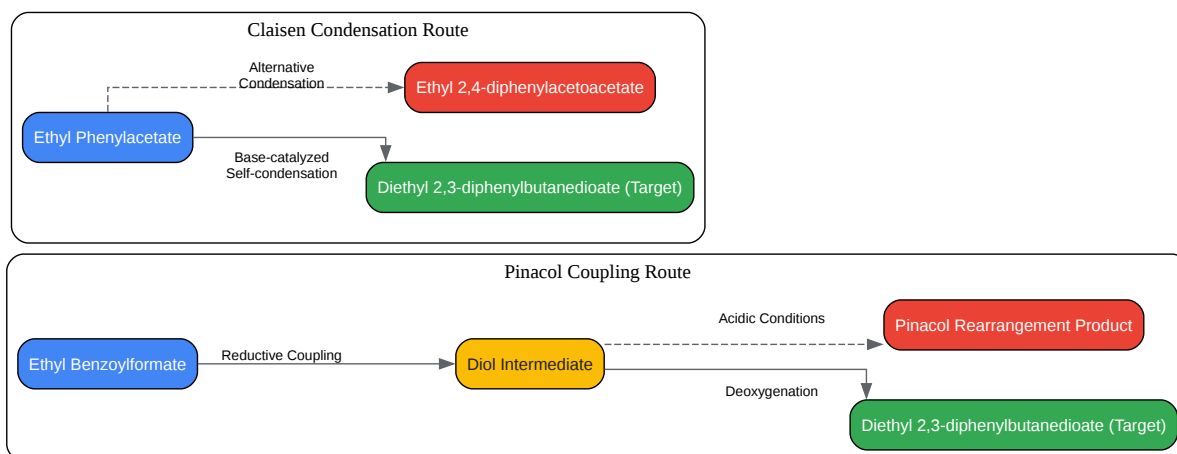 Claisen Condensation Route
Alternative
Condensation
Ethyl 2,4-diphenylacetoacetate
Ethyl Phenylacetate
Base-catalyzed
Self-condensation
Diethyl 2,3-diphenylbutanedioate (Target)
Pinacol Coupling Route
Acidic Conditions
Pinacol Rearrangement Product
Ethyl Benzoylformate
Reductive Coupling
Diol Intermediate
Deoxygenation
Diethyl 2,3-diphenylbutanedioate (Target)